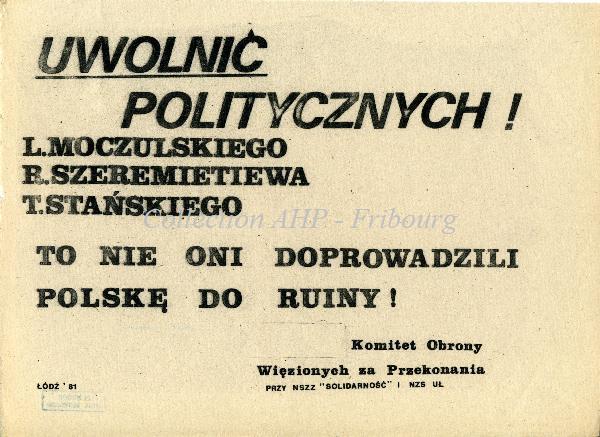 UWOLNIĆ
POLITYCZNYCH !
L.MOCZULSKIEGO
R.SZEREMIETIEWA
T.STAŃSKIEGO
Collection AHP - Fribourg
TO NIE ONI DOPROWADZILI
POLSKĘ DO RUINY !
Komitet Obrony
Więzionych za Przekonania
ŁÓDŹ '81
PRZY NSZZ "SOLIDARNOŚĆ" I NZS UŁ